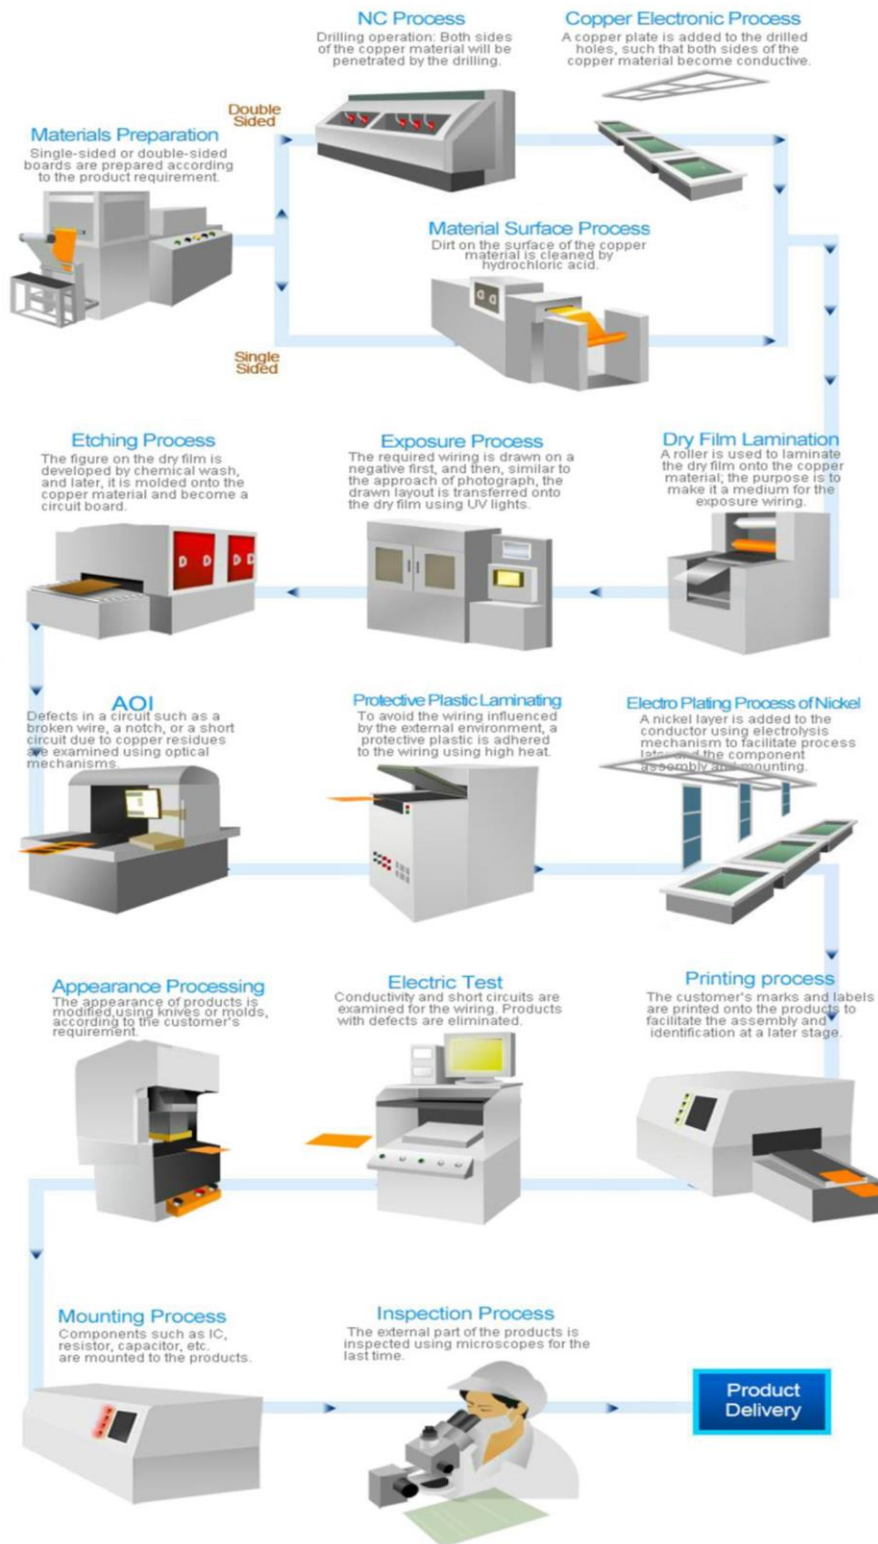 NC Process
Drilling operation: Both sides
of the copper material will be
penetrated by the drilling.
Copper Electronic Process
A copper plate is added to the drilled
holes, such that both sides of the
copper material become conductive.
Double
Sided
Materials Preparation
Single-sided or double-sided
boards are prepared according
to the product requirement.
Material Surface Process
Dirt on the surface of the copper
material is cleaned by
hydrochloric acid.
Single
Sided
Etching Process
The figure on the dry film is
developed by chemical wash,
and later, it is molded onto the
copper material and become a
circuit board.
Exposure Process
The required wiring is drawn on a
negative first, and then, similar to
the approach of photograph, the
drawn layout is transferred onto
the dry film using UV lights.
Dry Film Lamination
A roller is used to laminate
the dry film onto the copper
material; the purpose is to
make it a medium for the
exposure wiring.
AOI
Defects in a circuit such as a
broken wire, a notch, or a short
circuit due to copper residues
are examined using optical
mechanisms.
Protective Plastic Laminating
To avoid the wiring influenced
by the external environment, a
protective plastic is adhered
to the wiring using high heat.
Electro Plating Process of Nickel
A nickel layer is added to the
conductor using electrolysis
mechanism to facilitate process
the component
assembly and mounting.
Appearance Processing
The appearance of products is
modified,using knives or molds,
according to the customer's
requirement.
Electric Test
Conductivity and short circuits are
examined for the wiring. Products
with defects are eliminated.
Printing process
The customer's marks and labels
are printed onto the products to
facilitate the assembly and
identification at a later stage.
Mounting Process
Components such as IC,
resistor, capacitor, etc.
are mounted to the products.
Inspection Process
The external part of the products is
inspected using microscopes for the
last time.
Product
Delivery